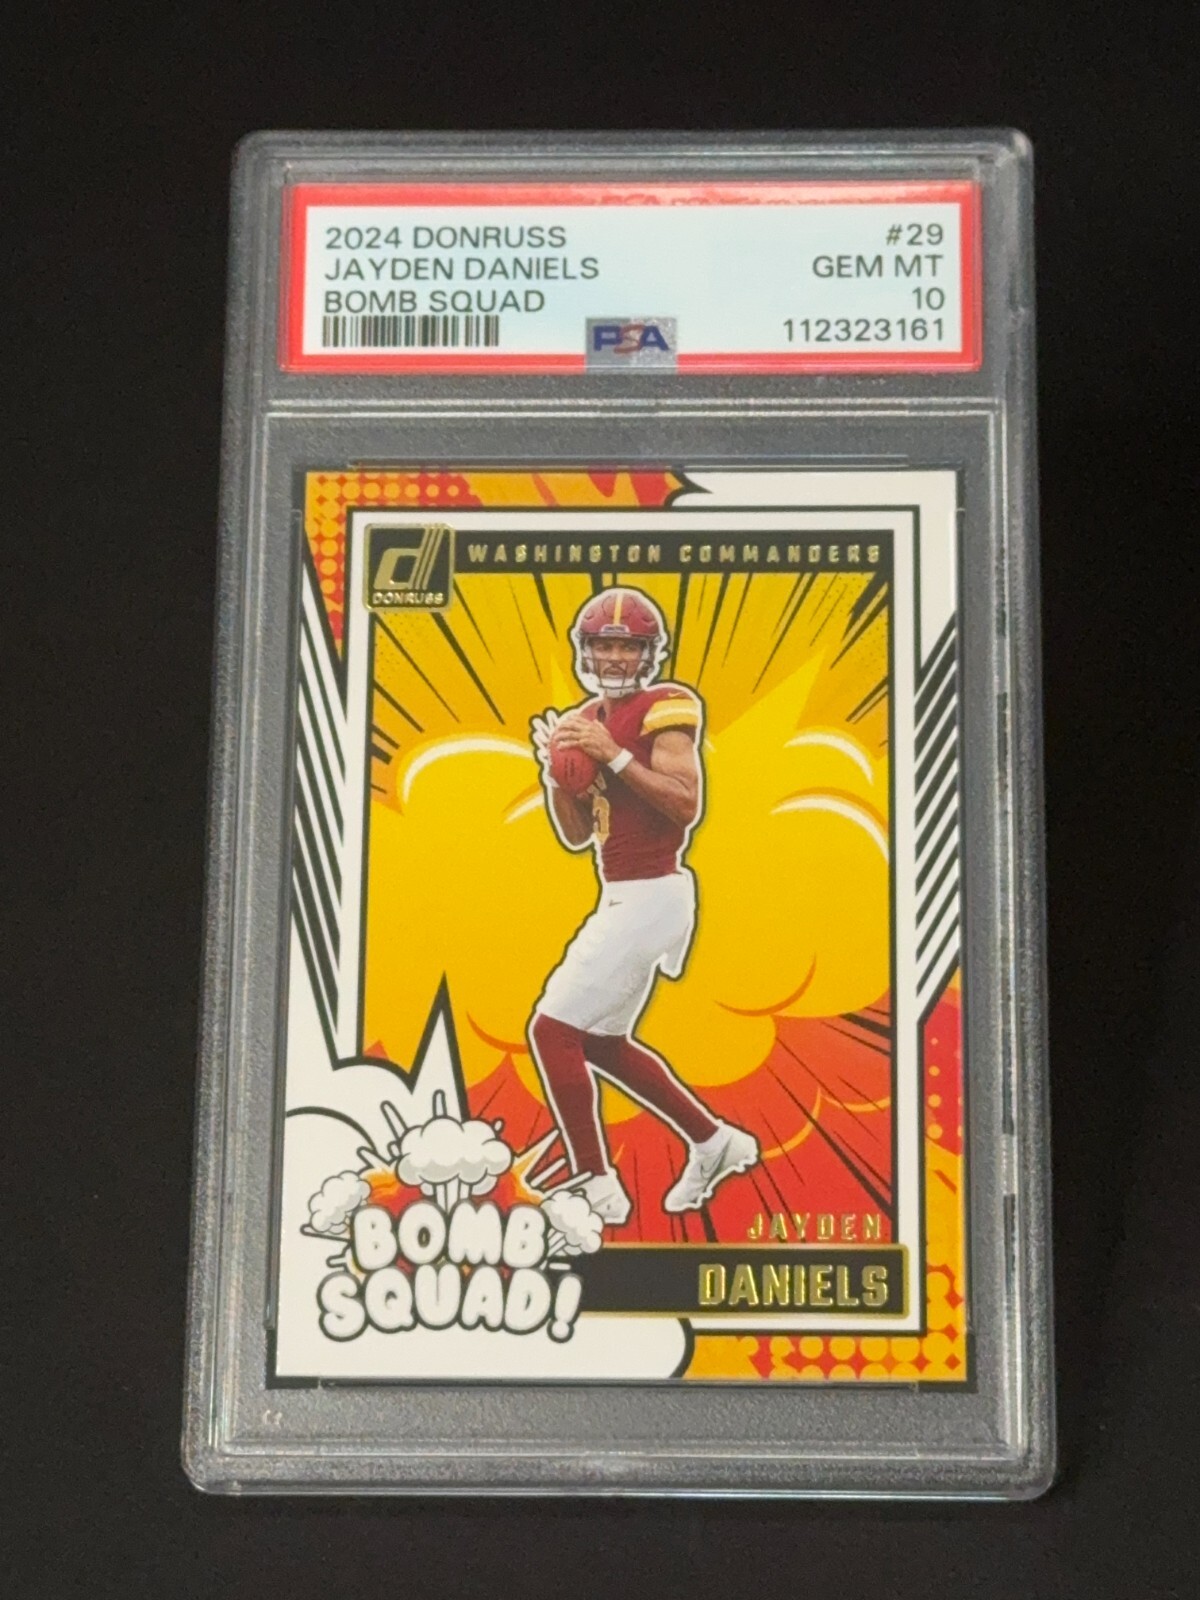 2024 DONRUSS #29
JAYDEN DANIELS GEM MT
BOMB SQUAD 10
PSA 112323161
DONRUSS
WASHINGTON COMMANDERS
3
BOMB
SQUAD!
JAYDEN
DANIELS